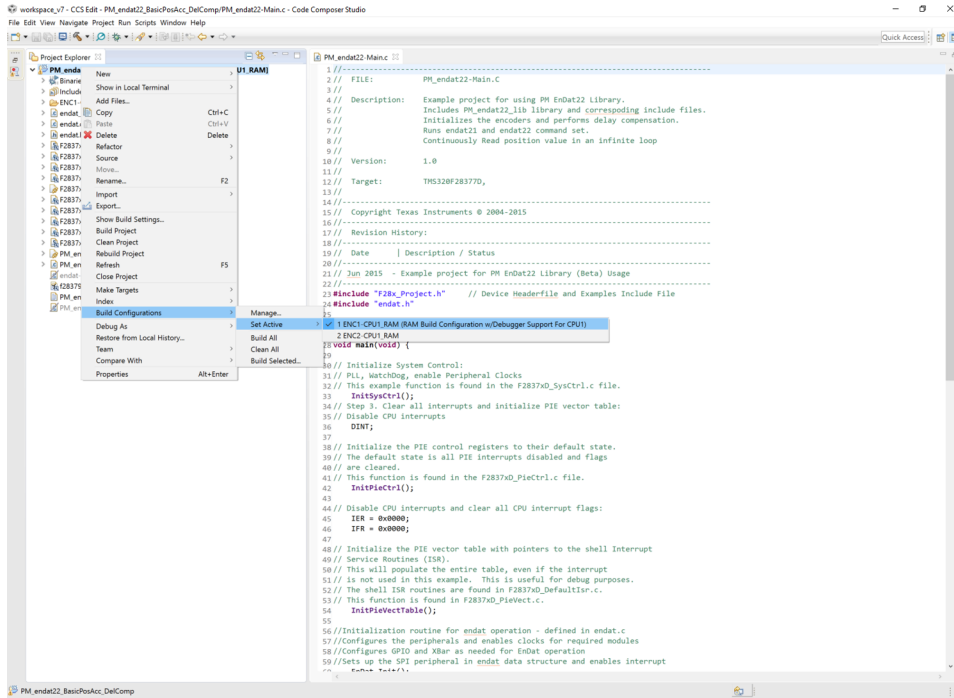 workspace_v7 - CCS Edit - PM_endat22_BasicPosAcc_DelComp/PM_endat22-Main.c - Code Composer Studio
File Edit View Navigate Project Run Scripts Window Help
Quick Access
Project Explorer
PM_enda
U1_RAM]
Binarie
Include
ENC1-
endat_
endat.
endat.l
F2837x
F2837x
F2837x
F2837x
F2837x
F2837x
F2837x
F2837x
F2837x
F2837x
PM_en
PM_en
endat-
f28379
PM_en
PM_en
New
Show in Local Terminal
Add Files...
Copy Ctrl+C
Paste Ctrl+V
Delete Delete
Refactor
Source
Move...
Rename... F2
Import
Export...
Show Build Settings...
Build Project
Clean Project
Rebuild Project
Refresh F5
Close Project
Make Targets
Index
Build Configurations
Debug As
Restore from Local History...
Team
Compare With
Properties Alt+Enter
Manage...
Set Active
Build All
Clean All
Build Selected...
1 ENC1-CPU1_RAM (RAM Build Configuration w/Debugger Support For CPU1)
2 ENC2-CPU1_RAM
PM_endat22-Main.c
1 //----------------------------------------------------------------------------------
2 // FILE: PM_endat22-Main.C
3 //
4 // Description: Example project for using PM EnDat22 Library.
5 // Includes PM_endat22_lib library and correspoding include files.
6 // Initializes the encoders and performs delay compensation.
7 // Runs endat21 and endat22 command set.
8 // Continuously Read position value in an infinite loop
9 //
10 // Version: 1.0
11 //
12 // Target: TMS320F28377D,
13 //
14 //----------------------------------------------------------------------------------
15 // Copyright Texas Instruments © 2004-2015
16 //----------------------------------------------------------------------------------
17 // Revision History:
18 //----------------------------------------------------------------------------------
19 // Date | Description / Status
20 //----------------------------------------------------------------------------------
21 // Jun 2015 - Example project for PM EnDat22 Library (Beta) Usage
22 //----------------------------------------------------------------------------------
23 #include "F28x_Project.h" // Device Headerfile and Examples Include File
24 #include "endat.h"
25
28 void main(void) {
29
30 // Initialize System Control:
31 // PLL, WatchDog, enable Peripheral Clocks
32 // This example function is found in the F2837xD_SysCtrl.c file.
33 InitSysCtrl();
34 // Step 3. Clear all interrupts and initialize PIE vector table:
35 // Disable CPU interrupts
36 DINT;
37
38 // Initialize the PIE control registers to their default state.
39 // The default state is all PIE interrupts disabled and flags
40 // are cleared.
41 // This function is found in the F2837xD_PieCtrl.c file.
42 InitPieCtrl();
43
44 // Disable CPU interrupts and clear all CPU interrupt flags:
45 IER = 0x0000;
46 IFR = 0x0000;
47
48 // Initialize the PIE vector table with pointers to the shell Interrupt
49 // Service Routines (ISR).
50 // This will populate the entire table, even if the interrupt
51 // is not used in this example. This is useful for debug purposes.
52 // The shell ISR routines are found in F2837xD_DefaultIsr.c.
53 // This function is found in F2837xD_PieVect.c.
54 InitPieVectTable();
55
56 //Initialization routine for endat operation - defined in endat.c
57 //Configures the peripherals and enables clocks for required modules
58 //Configures GPIO and XBar as needed for EnDat operation
59 //Sets up the SPI peripheral in endat data structure and enables interrupt
PM_endat22_BasicPosAcc_DelComp